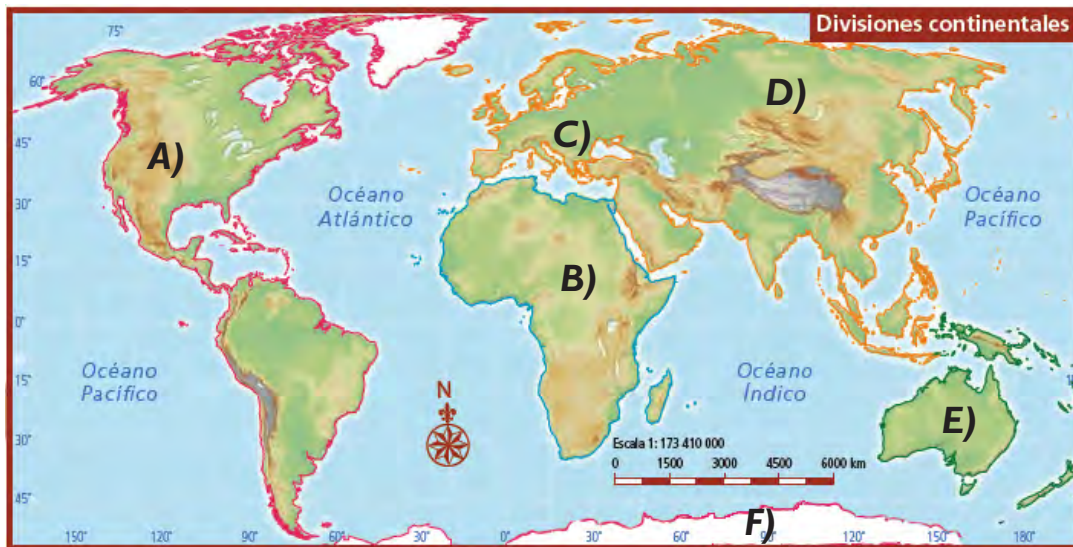 Divisiones continentales
75°
60°
45°
30°
15°
0°
15°
30°
45°
A)
B)
C)
D)
E)
F)
Océano
Atlántico
Océano
Pacífico
Océano
Pacífico
Océano
Índico
N
Escala 1: 173 410 000
0 1500 3000 4500 6000 km
150° 120° 90° 60° 30° 0° 30° 60° 90° 120° 150° 180°